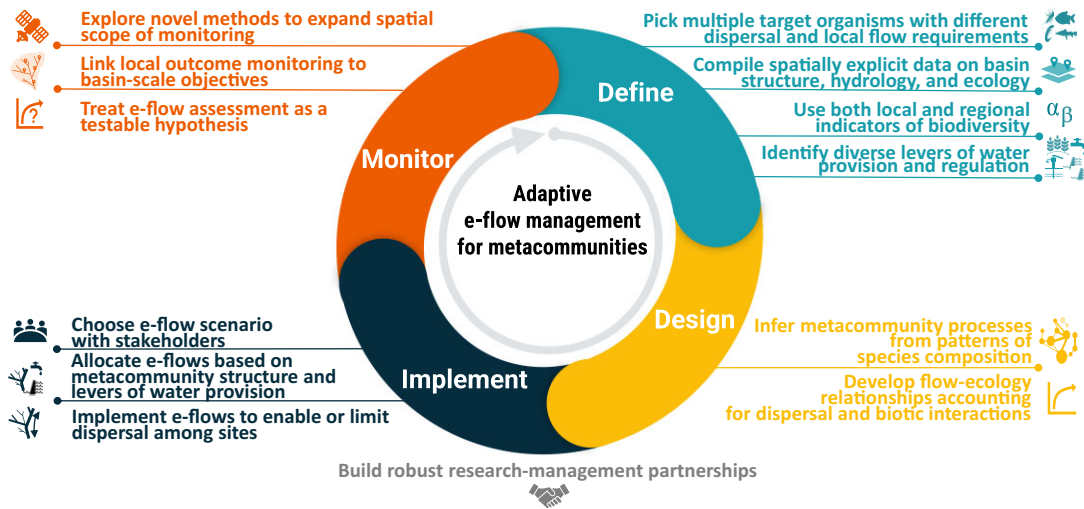 Explore novel methods to expand spatial
scope of monitoring
Link local outcome monitoring to
basin-scale objectives
Treat e-flow assessment as a
testable hypothesis
?
Pick multiple target organisms with different
dispersal and local flow requirements
Compile spatially explicit data on basin
structure, hydrology, and ecology
Use both local and regional
indicators of biodiversity
α β
Identify diverse levers of water
provision and regulation
Define
Monitor
Adaptive
e-flow management
for metacommunities
Design
Implement
Choose e-flow scenario
with stakeholders
Allocate e-flows based on
metacommunity structure and
levers of water provision
Implement e-flows to enable or limit
dispersal among sites
Infer metacommunity processes
from patterns of
species composition
Develop flow-ecology
relationships accounting
for dispersal and biotic interactions
Build robust research-management partnerships